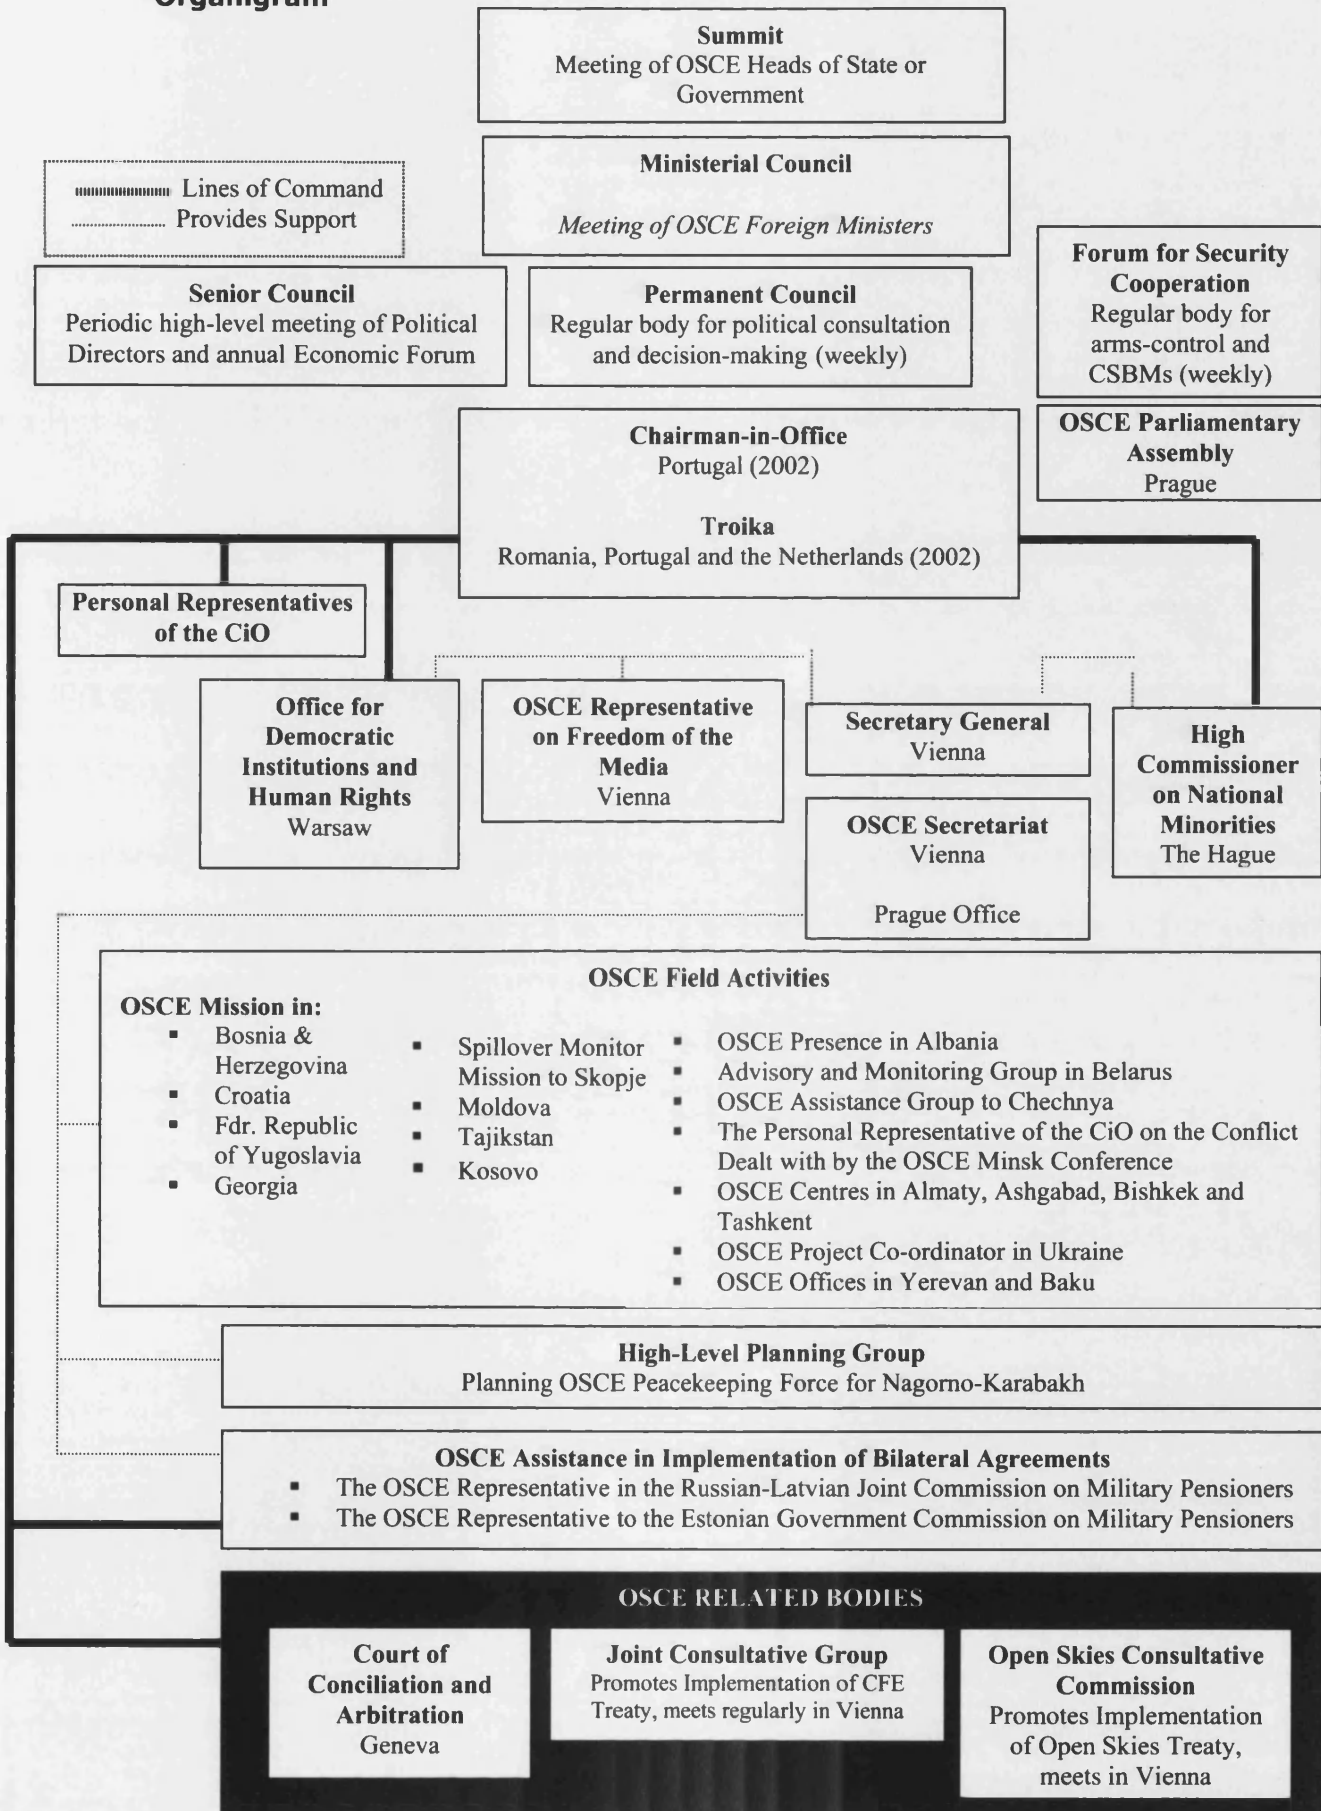 Organigram
Summit
Meeting of OSCE Heads of State or
Government
Ministerial Council
Meeting of OSCE Foreign Ministers
Lines of Command
Provides Support
Senior Council
Periodic high-level meeting of Political
Directors and annual Economic Forum
Permanent Council
Regular body for political consultation
and decision-making (weekly)
Forum for Security
Cooperation
Regular body for
arms-control and
CSBMs (weekly)
OSCE Parliamentary
Assembly
Prague
Chairman-in-Office
Portugal (2002)
Troika
Romania, Portugal and the Netherlands (2002)
Personal Representatives
of the CiO
Office for
Democratic
Institutions and
Human Rights
Warsaw
OSCE Representative
on Freedom of the
Media
Vienna
Secretary General
Vienna
OSCE Secretariat
Vienna
Prague Office
High
Commissioner
on National
Minorities
The Hague
OSCE Field Activities
OSCE Mission in:
▪ Bosnia &
Herzegovina
▪ Croatia
▪ Fdr. Republic
of Yugoslavia
▪ Georgia
▪ Spillover Monitor
Mission to Skopje
▪ Moldova
▪ Tajikstan
▪ Kosovo
▪ OSCE Presence in Albania
▪ Advisory and Monitoring Group in Belarus
▪ OSCE Assistance Group to Chechnya
▪ The Personal Representative of the CiO on the Conflict
Dealt with by the OSCE Minsk Conference
▪ OSCE Centres in Almaty, Ashgabad, Bishkek and
Tashkent
▪ OSCE Project Co-ordinator in Ukraine
▪ OSCE Offices in Yerevan and Baku
High-Level Planning Group
Planning OSCE Peacekeeping Force for Nagorno-Karabakh
OSCE Assistance in Implementation of Bilateral Agreements
▪ The OSCE Representative in the Russian-Latvian Joint Commission on Military Pensioners
▪ The OSCE Representative to the Estonian Government Commission on Military Pensioners
OSCE RELATED BODIES
Court of
Conciliation and
Arbitration
Geneva
Joint Consultative Group
Promotes Implementation of CFE
Treaty, meets regularly in Vienna
Open Skies Consultative
Commission
Promotes Implementation
of Open Skies Treaty,
meets in Vienna